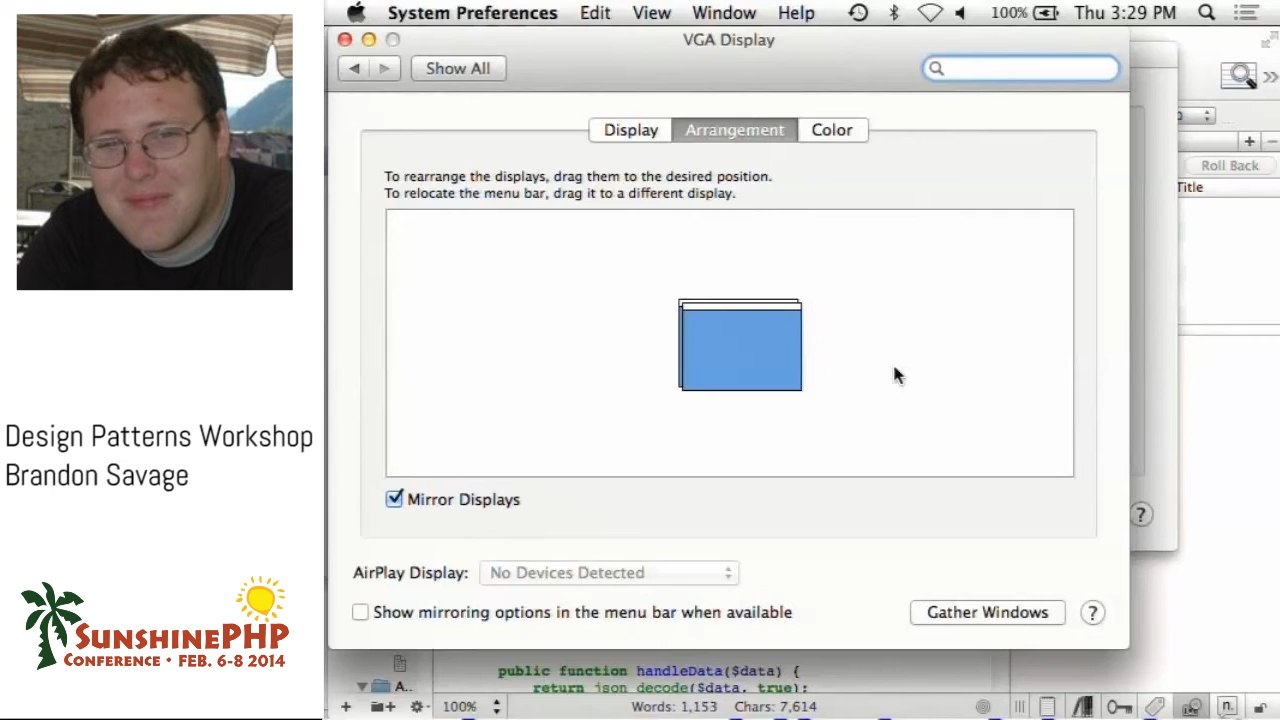 System Preferences Edit View Window Help 100% Thu 3:29 PM
VGA Display
Show All
Display Arrangement Color
To rearrange the displays, drag them to the desired position.
To relocate the menu bar, drag it to a different display.
Mirror Displays
AirPlay Display: No Devices Detected
Show mirroring options in the menu bar when available
Gather Windows ?
?
Roll Back
Title
public function handleData($data) {
return json_decode($data, true);
A..
100% Words: 1,153 Chars: 7,614
Design Patterns Workshop
Brandon Savage
SUNSHINEPHP
CONFERENCE • FEB. 6-8 2014